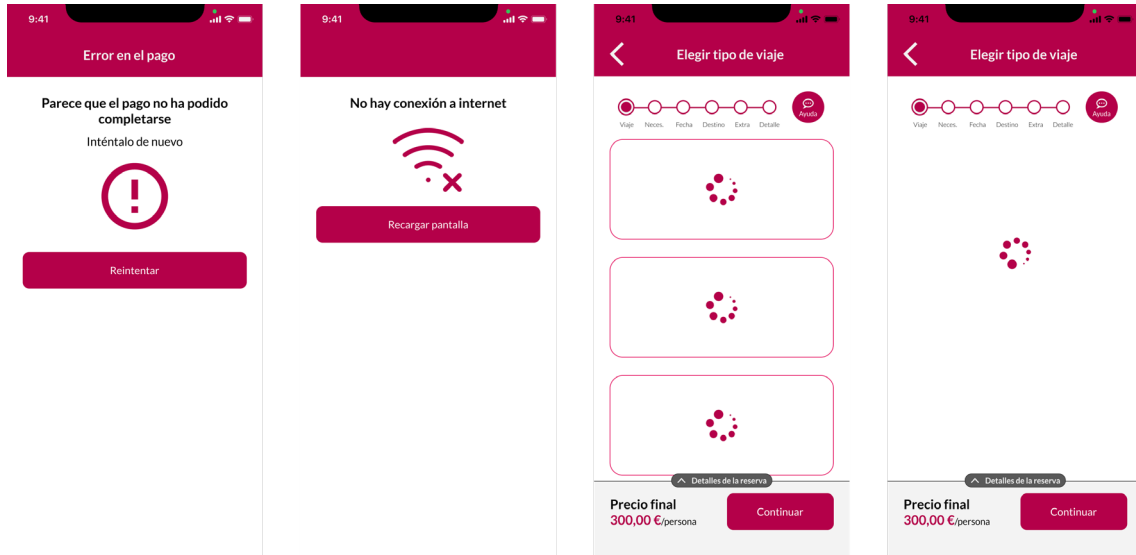 9:41
Error en el pago
Parece que el pago no ha podido
completarse
Inténtalo de nuevo
Reintentar
9:41
No hay conexión a internet
Recargar pantalla
9:41
Elegir tipo de viaje
Viaje Neces. Fecha Destino Extra Detalle
Ayuda
Detalles de la reserva
Precio final
300,00 €/persona
Continuar
9:41
Elegir tipo de viaje
Viaje Neces. Fecha Destino Extra Detalle
Ayuda
Detalles de la reserva
Precio final
300,00 €/persona
Continuar